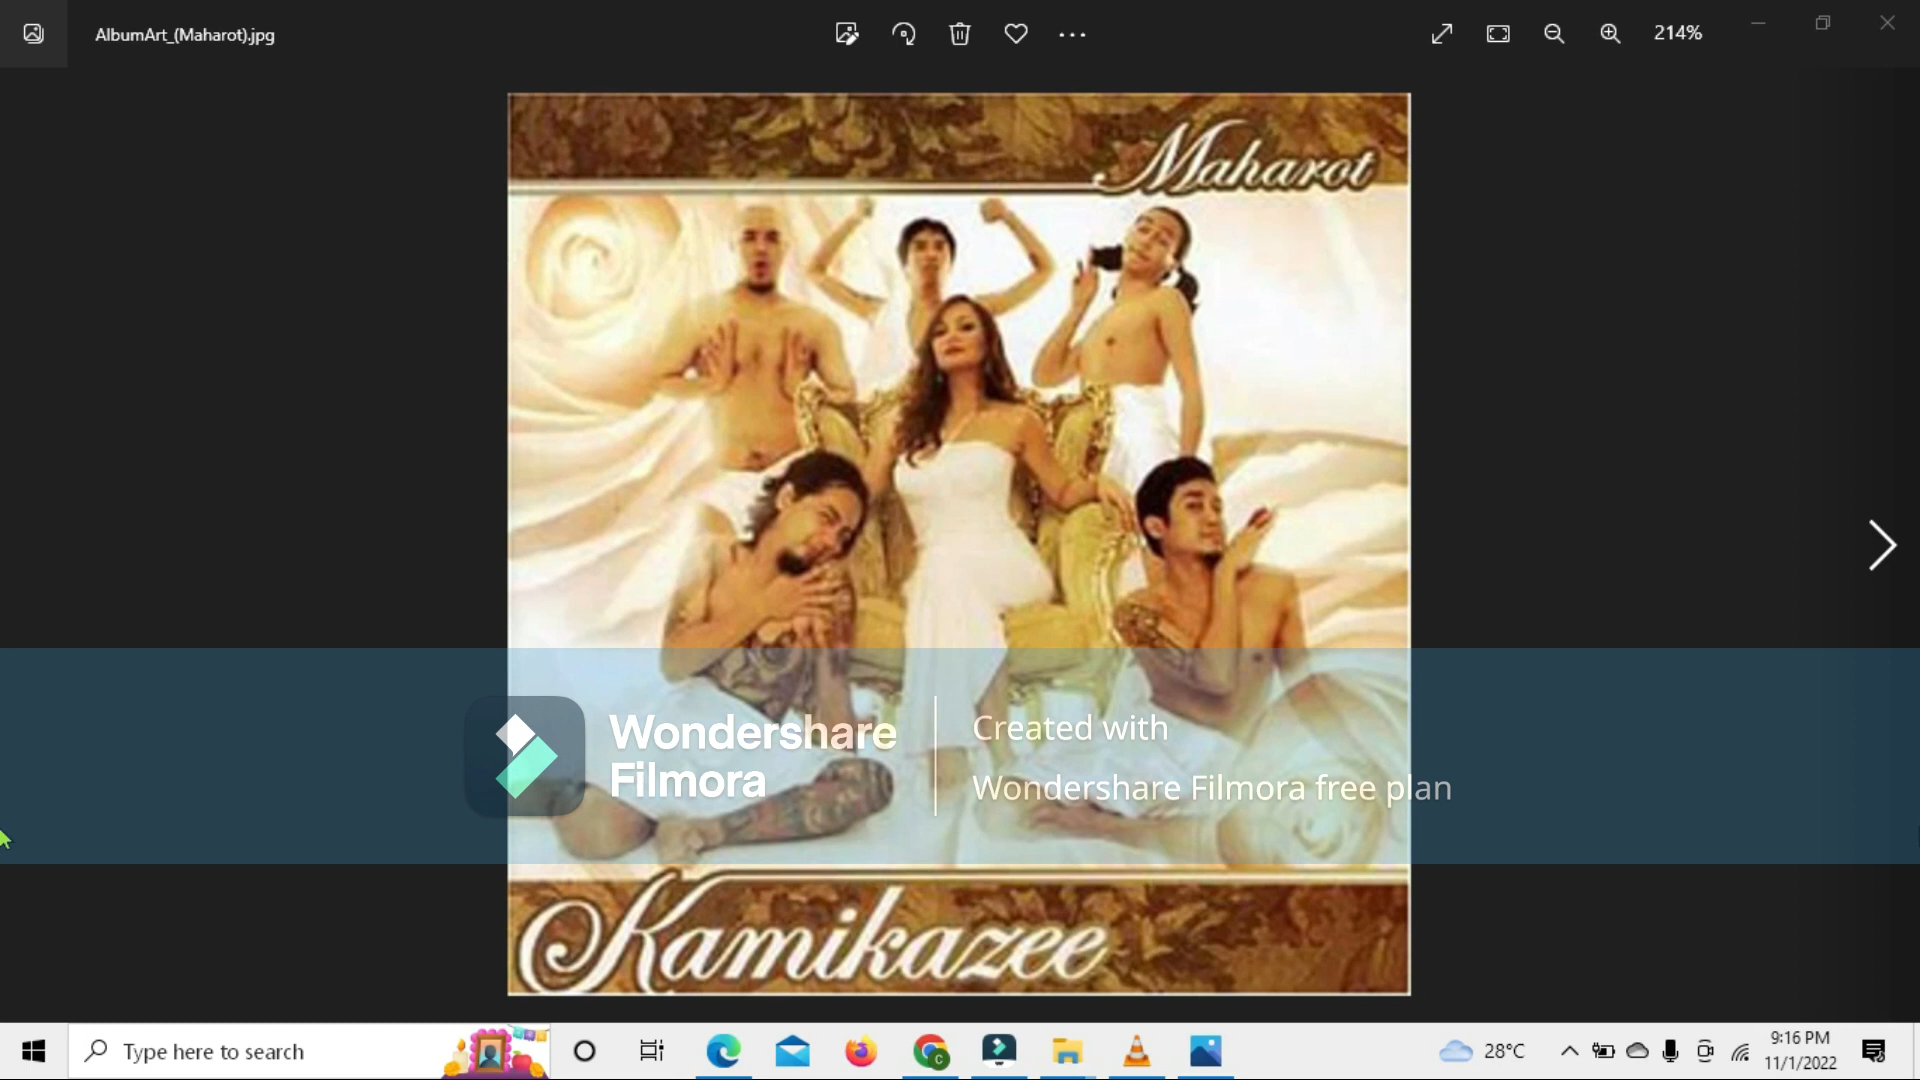 AlbumArt_(Maharot).jpg
214%
Maharot
Wondershare
Filmora
Created with
Wondershare Filmora free plan
Kamikazee
Type here to search
28°C
9:16 PM
11/1/2022